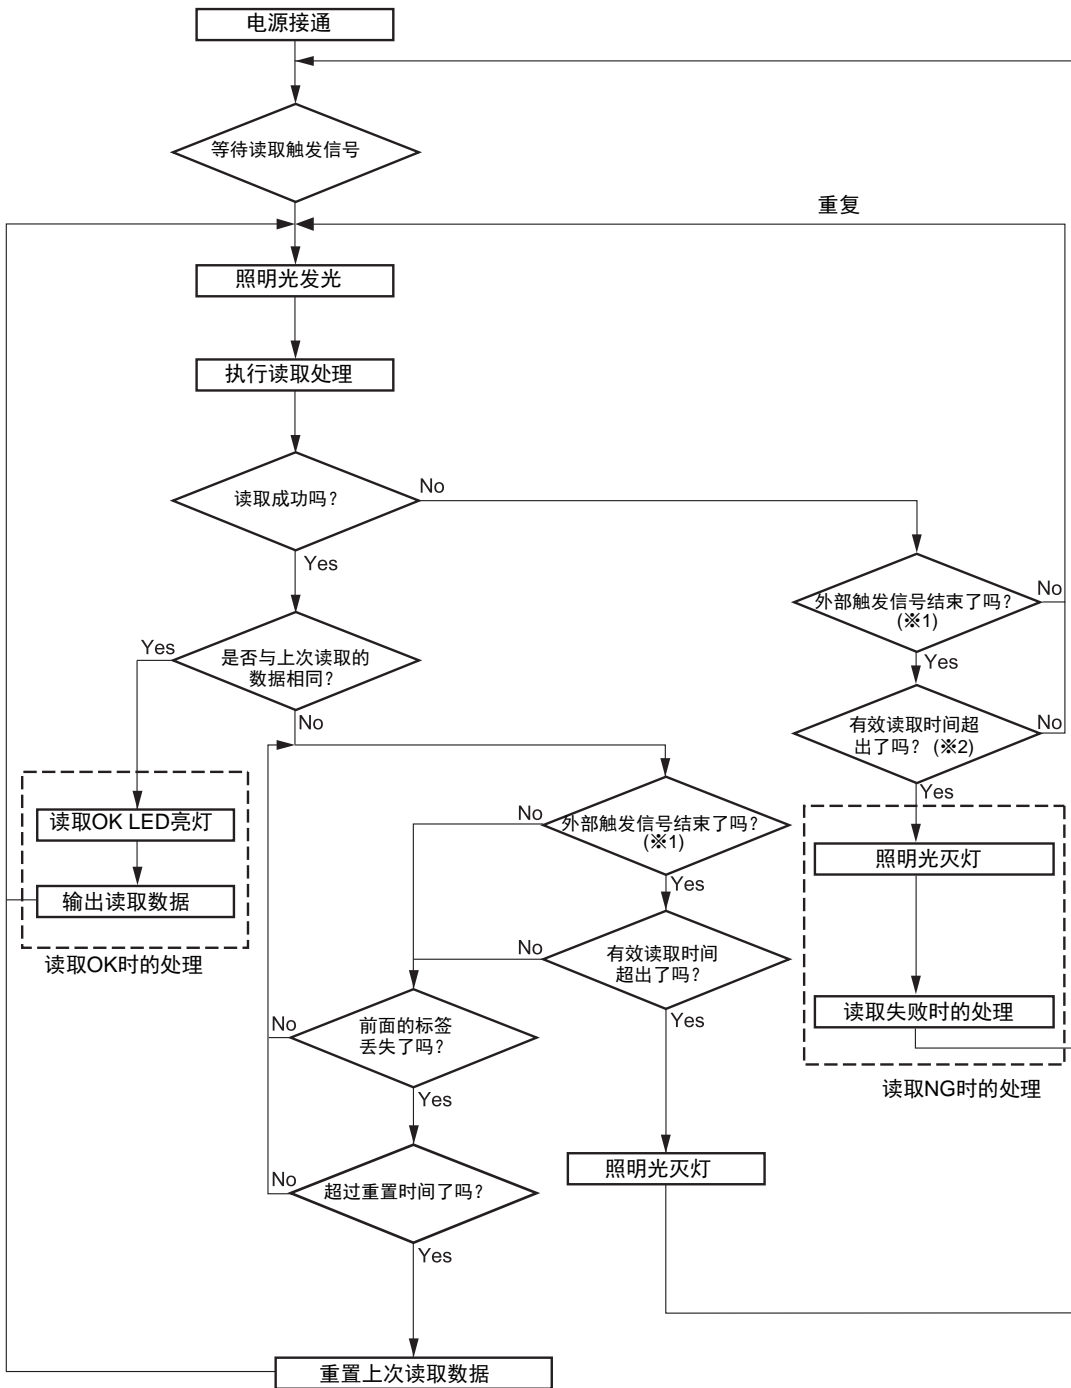 电源接通
等待读取触发信号
重复
照明光发光
执行读取处理
读取成功吗？
No
Yes
外部触发信号结束了吗？
(※1)
No
Yes
是否与上次读取的
数据相同？
Yes
No
有效读取时间超
出了吗？ (※2)
No
Yes
读取OK LED亮灯
输出读取数据
读取OK时的处理
外部触发信号结束了吗？
(※1)
No
Yes
有效读取时间
超出了吗？
No
Yes
照明光灭灯
读取失败时的处理
读取NG时的处理
前面的标签
丢失了吗？
No
Yes
照明光灭灯
超过重置时间了吗？
No
Yes
重置上次读取数据